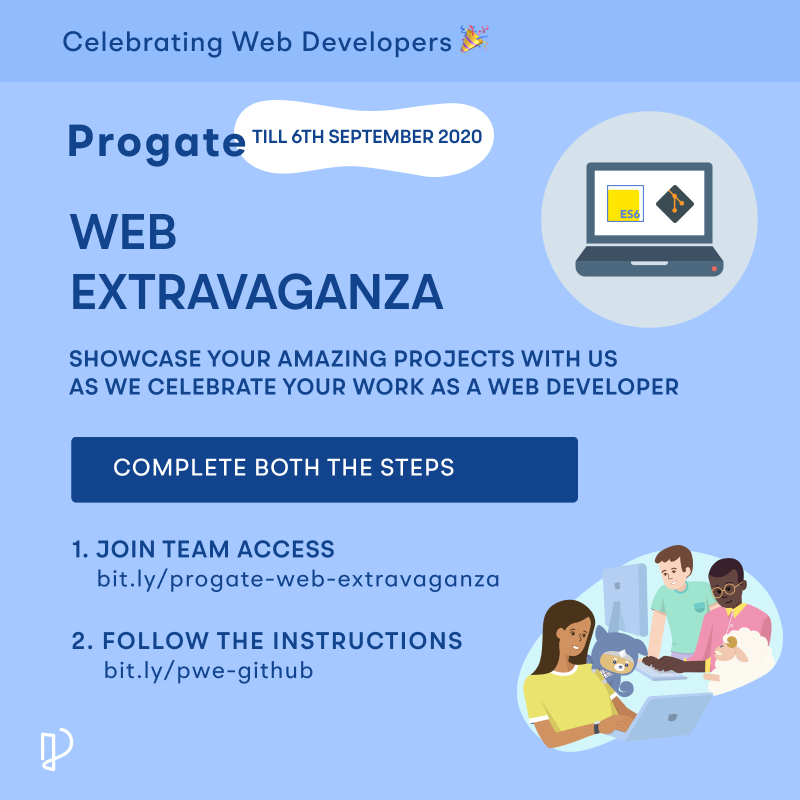 Celebrating Web Developers 🎉
Progate
TILL 6TH SEPTEMBER 2020
WEB
EXTRAVAGANZA
ES6
SHOWCASE YOUR AMAZING PROJECTS WITH US
AS WE CELEBRATE YOUR WORK AS A WEB DEVELOPER
COMPLETE BOTH THE STEPS
1. JOIN TEAM ACCESS
bit.ly/progate-web-extravaganza
2. FOLLOW THE INSTRUCTIONS
bit.ly/pwe-github